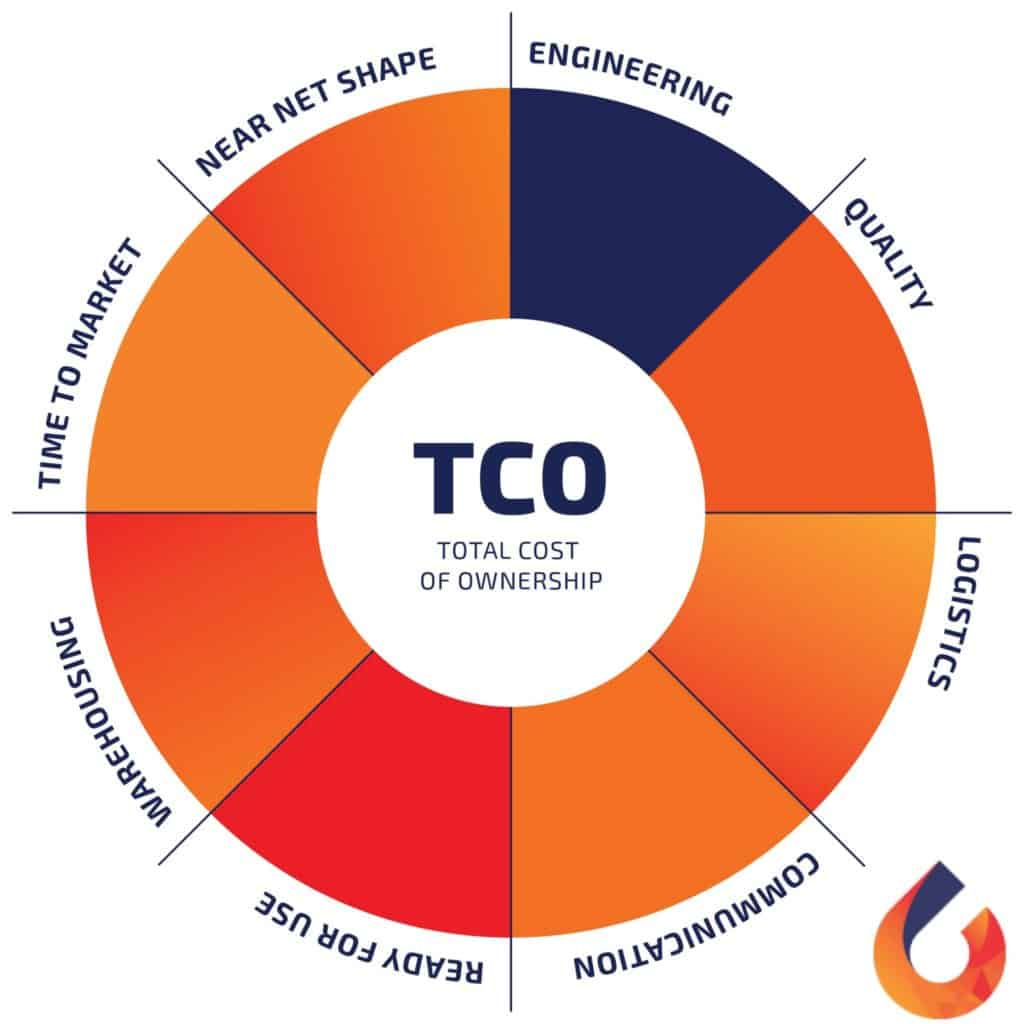 ENGINEERING
QUALITY
LOGISTICS
COMMUNICATION
READY FOR USE
WAREHOUSING
TIME TO MARKET
NEAR NET SHAPE
TCO
TOTAL COST
OF OWNERSHIP